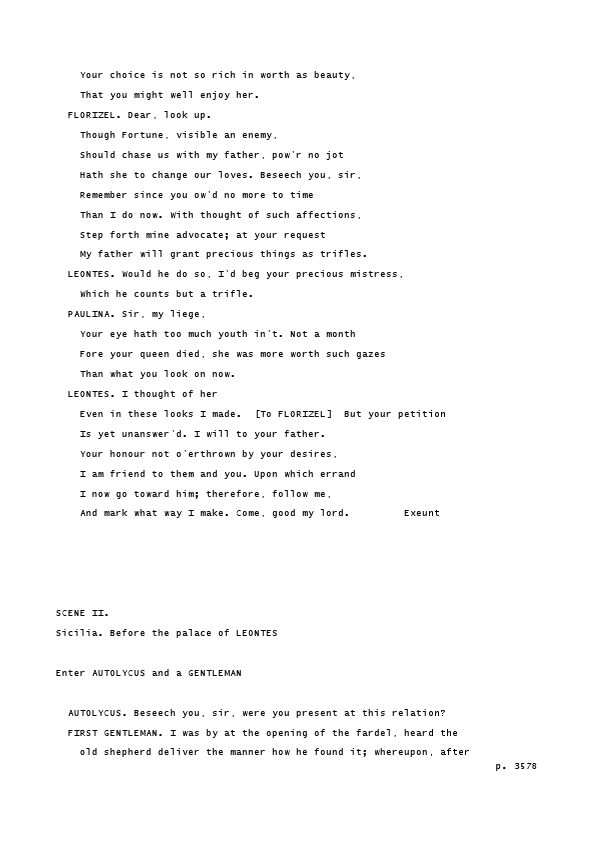 Your choice is not so rich in worth as beauty,
That you might well enjoy her.
FLORIZEL. Dear, look up.
Though Fortune, visible an enemy,
Should chase us with my father, pow'r no jot
Hath she to change our loves. Beseech you, sir,
Remember since you ow'd no more to time
Than I do now. With thought of such affections,
Step forth mine advocate; at your request
My father will grant precious things as trifles.
LEONTES. Would he do so, I'd beg your precious mistress,
Which he counts but a trifle.
PAULINA. Sir, my liege,
Your eye hath too much youth in't. Not a month
Fore your queen died, she was more worth such gazes
Than what you look on now.
LEONTES. I thought of her
Even in these looks I made.  [To FLORIZEL]  But your petition
Is yet unanswer'd. I will to your father.
Your honour not o'erthrown by your desires,
I am friend to them and you. Upon which errand
I now go toward him; therefore, follow me,
And mark what way I make. Come, good my lord.         Exeunt
SCENE II.
Sicilia. Before the palace of LEONTES
Enter AUTOLYCUS and a GENTLEMAN
AUTOLYCUS. Beseech you, sir, were you present at this relation?
FIRST GENTLEMAN. I was by at the opening of the fardel, heard the
old shepherd deliver the manner how he found it; whereupon, after
p. 3578